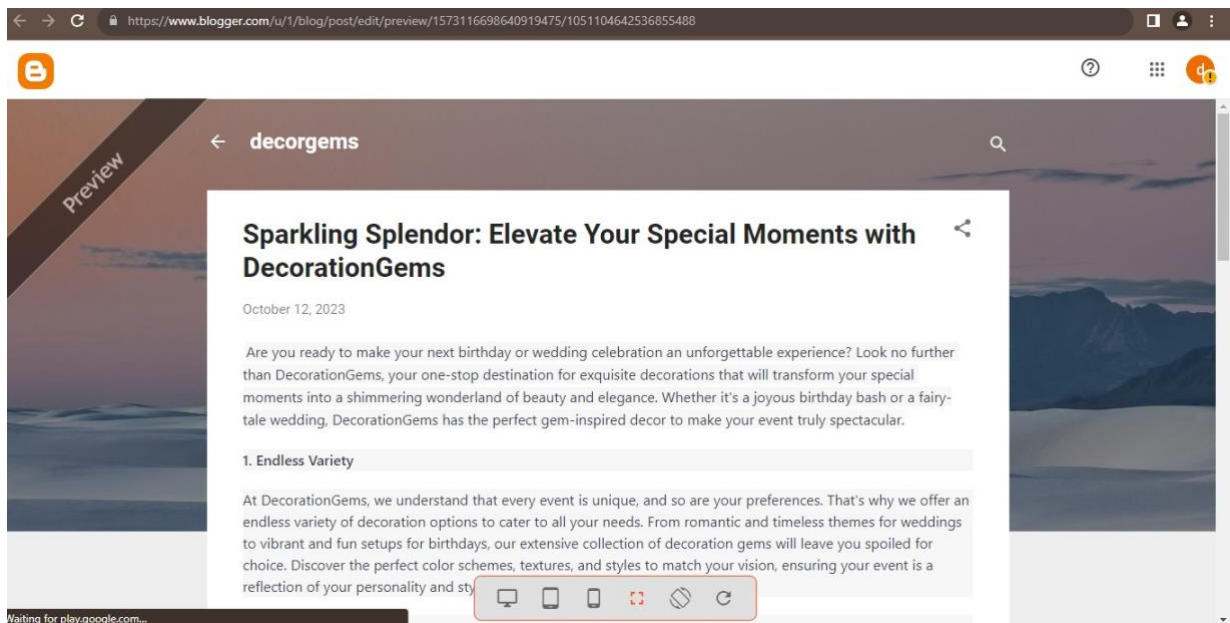 https://www.blogger.com/u/1/blog/post/edit/preview/1573116698640919475/1051104642536855488
d
Preview
decorgems
Sparkling Splendor: Elevate Your Special Moments with
DecorationGems
October 12, 2023
Are you ready to make your next birthday or wedding celebration an unforgettable experience? Look no further
than DecorationGems, your one-stop destination for exquisite decorations that will transform your special
moments into a shimmering wonderland of beauty and elegance. Whether it's a joyous birthday bash or a fairy-
tale wedding, DecorationGems has the perfect gem-inspired decor to make your event truly spectacular.
1. Endless Variety
At DecorationGems, we understand that every event is unique, and so are your preferences. That's why we offer an
endless variety of decoration options to cater to all your needs. From romantic and timeless themes for weddings
to vibrant and fun setups for birthdays, our extensive collection of decoration gems will leave you spoiled for
choice. Discover the perfect color schemes, textures, and styles to match your vision, ensuring your event is a
reflection of your personality and sty
Waiting for play.google.com...